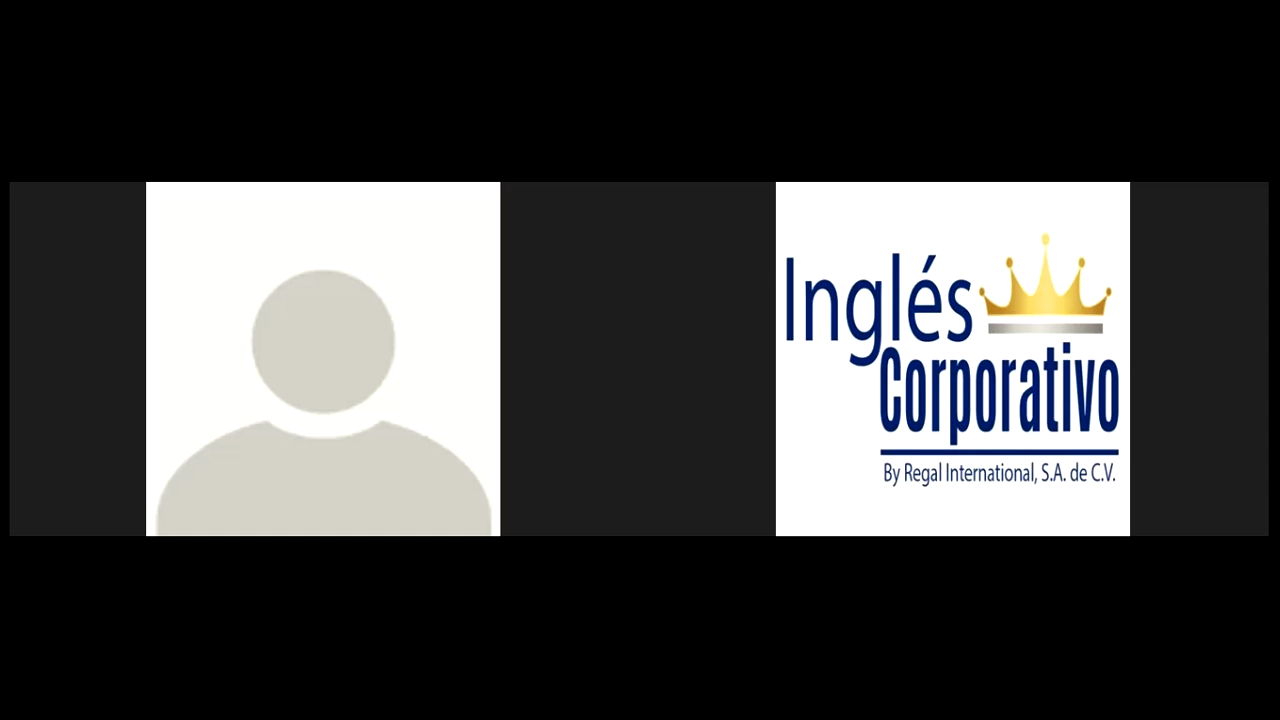 Inglés
Corporativo
By Regal International, S.A. de C.V.